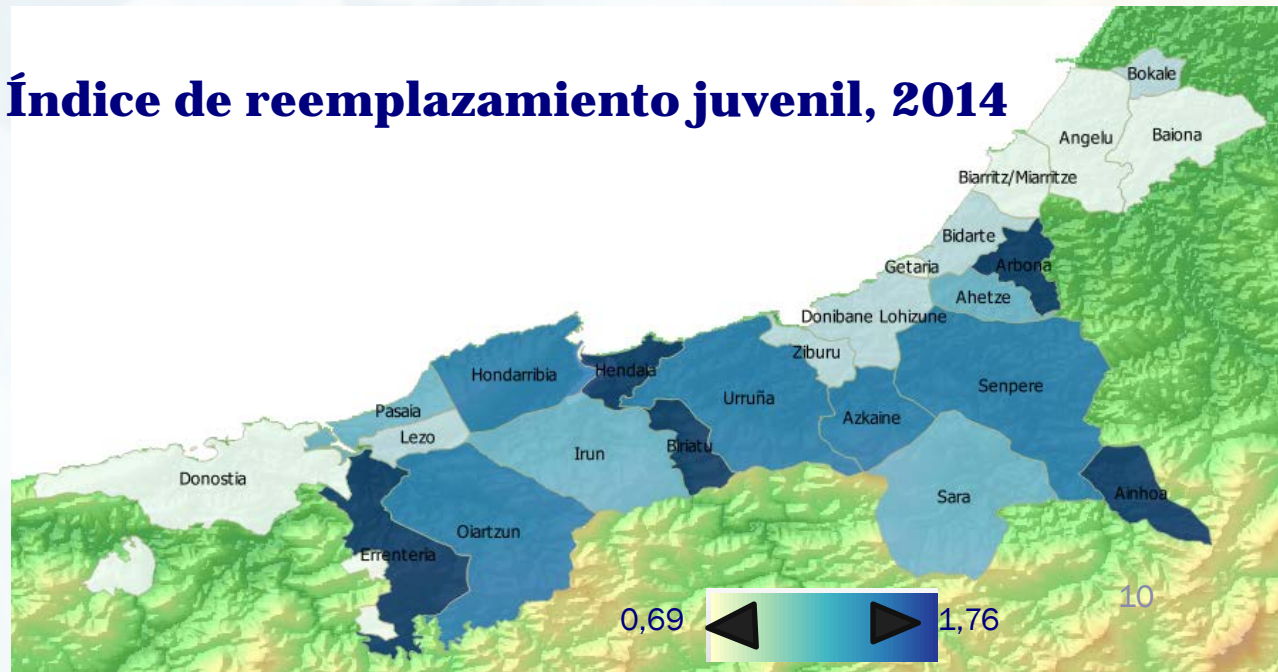 Índice de reemplazamiento juvenil, 2014
Bokale
Angelu
Baiona
Biarritz/Miarritze
Bidarte
Getaria
Arbona
Ahetze
Donibane Lohizune
Ziburu
Hondarribia
Hendaia
Urruña
Senpere
Azkaine
Pasaia
Lezo
Irun
Biriatu
Donostia
Sara
Ainhoa
Oiartzun
Errenteria
0,69
1,76
10